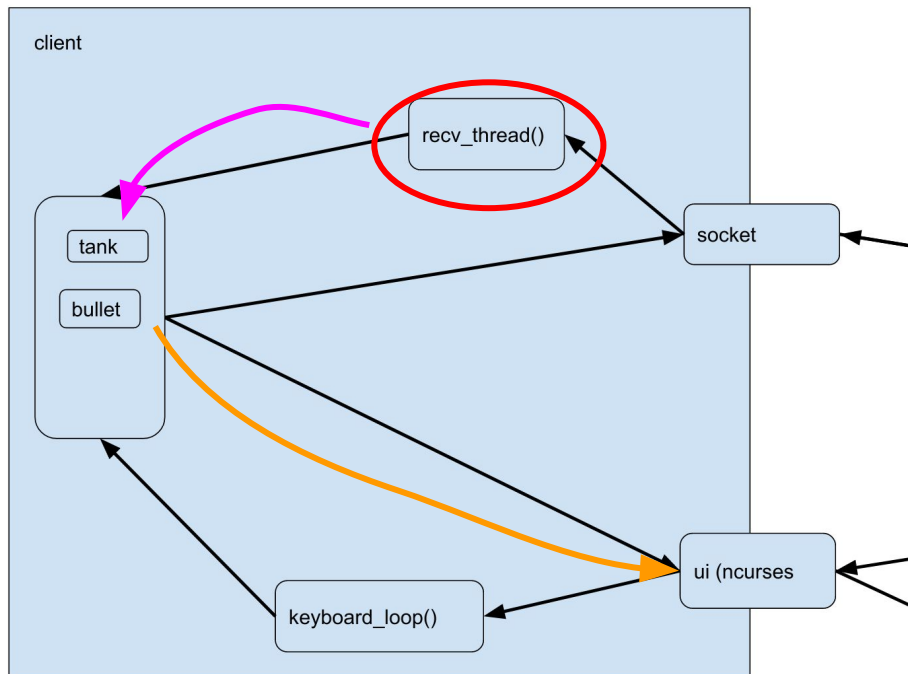 client
recv_thread()
socket
tank
bullet
ui (ncurses
keyboard_loop()